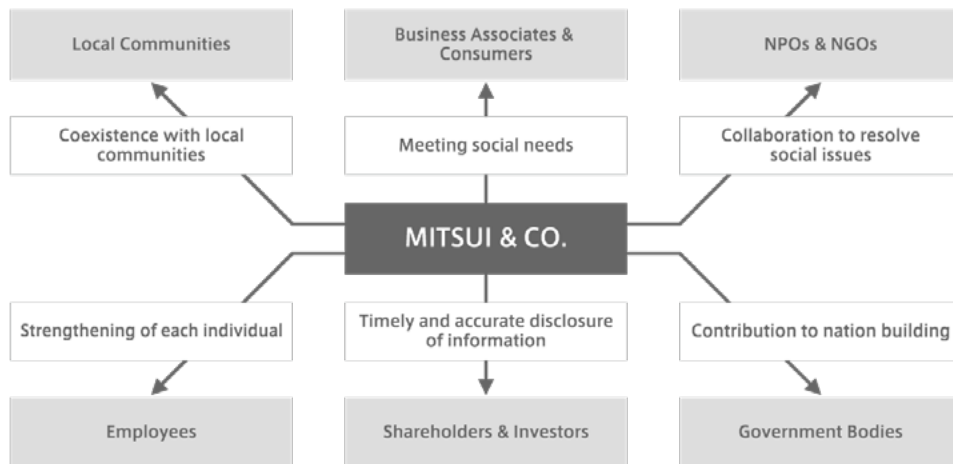 Local Communities
Business Associates &
Consumers
NPOs & NGOs
Coexistence with local
communities
Meeting social needs
Collaboration to resolve
social issues
MITSUI & CO.
Strengthening of each individual
Timely and accurate disclosure
of information
Contribution to nation building
Employees
Shareholders & Investors
Government Bodies